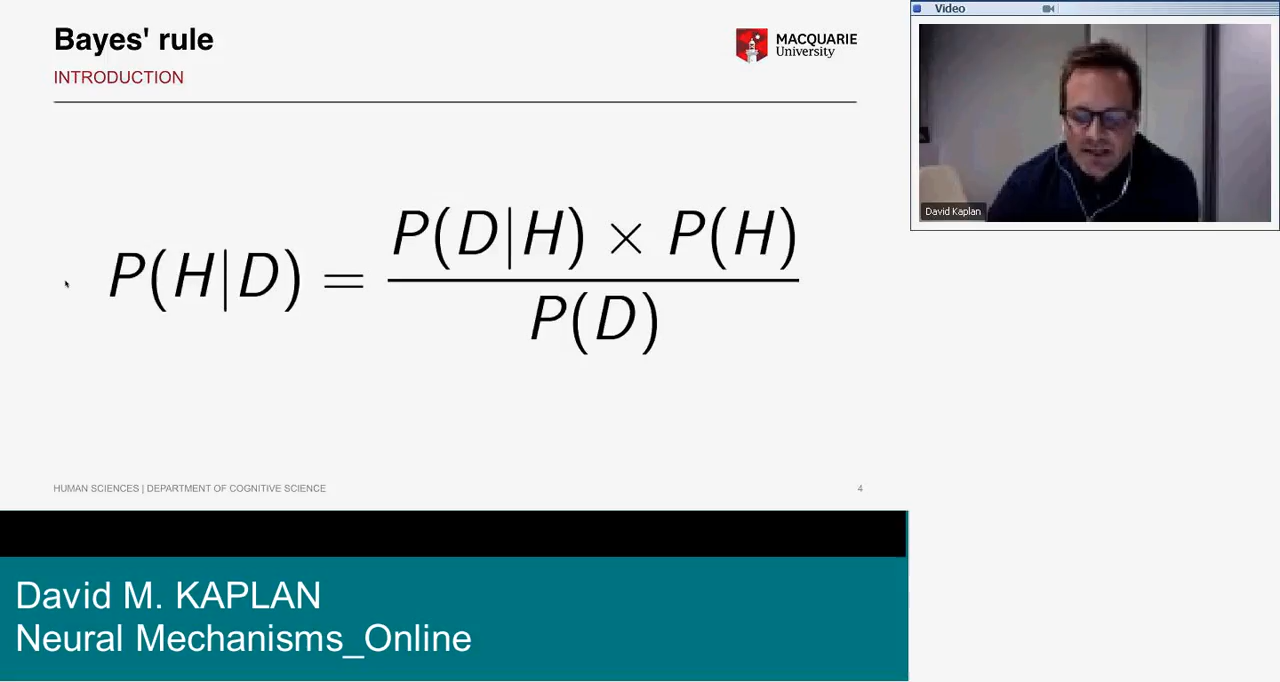 Bayes' rule
INTRODUCTION
MACQUARIE
University
P(H|D) = P(D|H) × P(H)
P(D)
HUMAN SCIENCES | DEPARTMENT OF COGNITIVE SCIENCE
4
Video
David Kaplan
David M. KAPLAN
Neural Mechanisms_Online